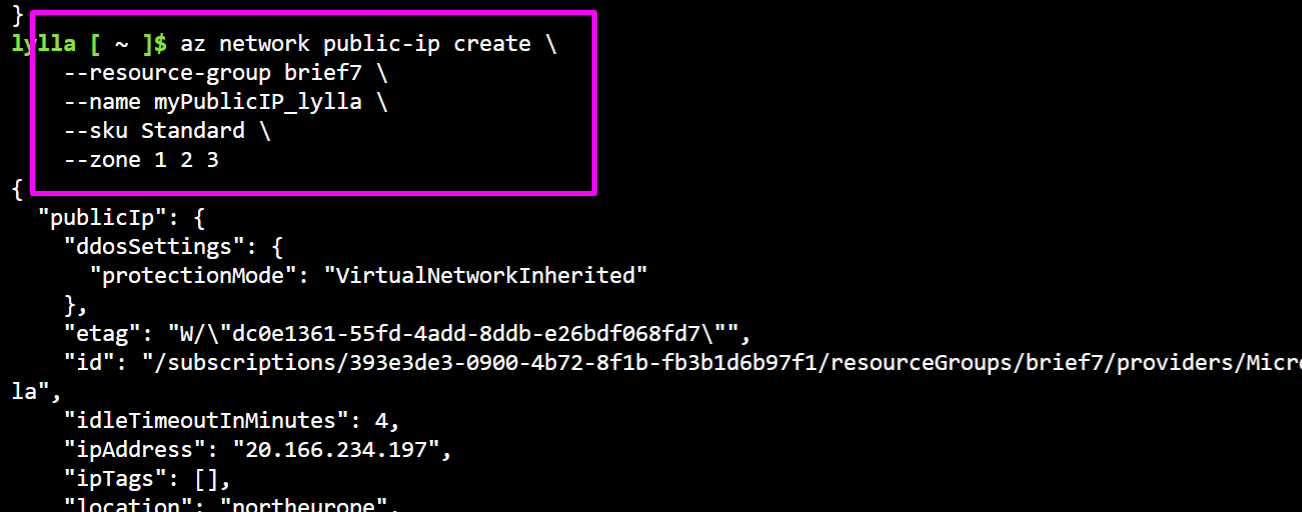 }
lylla [ ~ ]$ az network public-ip create \
    --resource-group brief7 \
    --name myPublicIP_lylla \
    --sku Standard \
    --zone 1 2 3
{
  "publicIp": {
    "ddosSettings": {
      "protectionMode": "VirtualNetworkInherited"
    },
    "etag": "W/\"dc0e1361-55fd-4add-8ddb-e26bdf068fd7\"",
    "id": "/subscriptions/393e3de3-0900-4b72-8f1b-fb3b1d6b97f1/resourceGroups/brief7/providers/Micro
la",
    "idleTimeoutInMinutes": 4,
    "ipAddress": "20.166.234.197",
    "ipTags": [],
    "location": "northeurope",